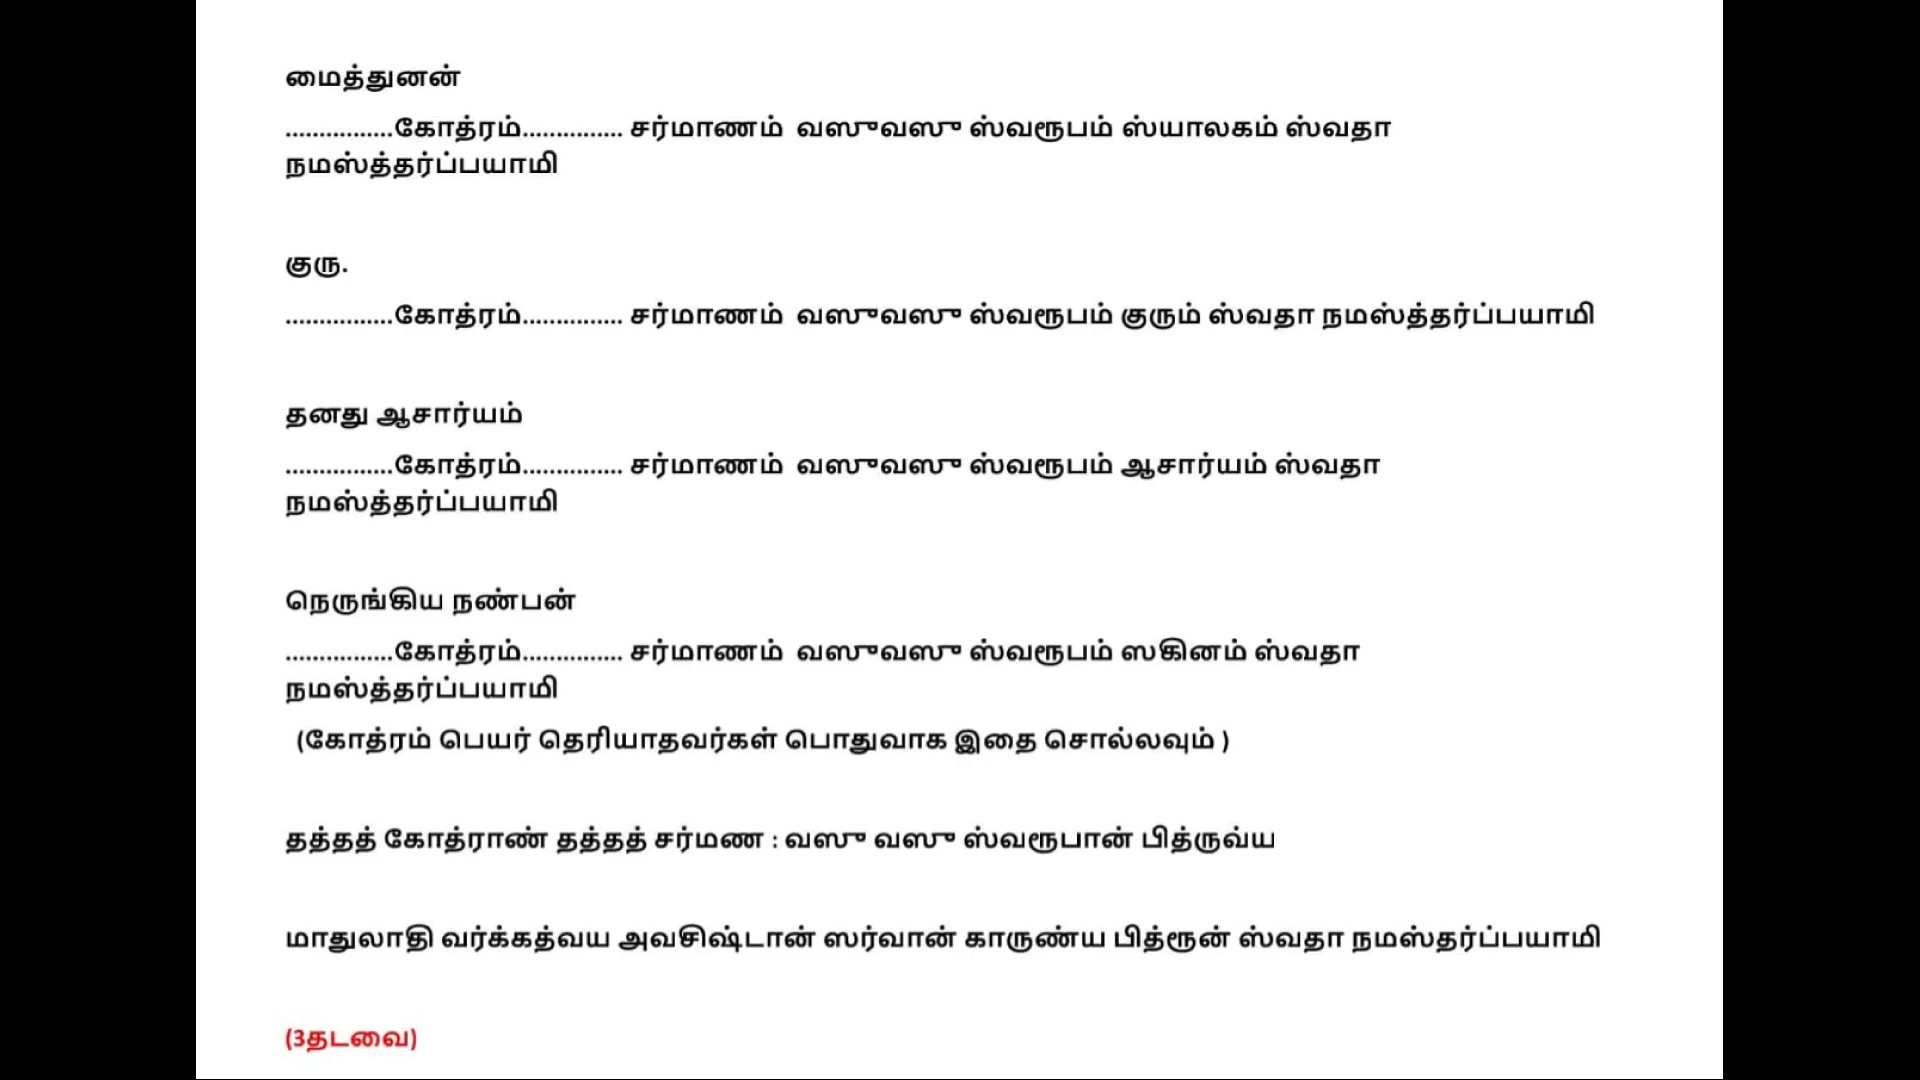 மைத்துனன்
................கோத்ரம்............... சர்மாணம் வஸுவஸு ஸ்வரூபம் ஸ்யாலகம் ஸ்வதா
நமஸ்த்தர்ப்பயாமி
குரு.
................கோத்ரம்............... சர்மாணம் வஸுவஸு ஸ்வரூபம் குரும் ஸ்வதா நமஸ்த்தர்ப்பயாமி
தனது ஆசார்யம்
................கோத்ரம்............... சர்மாணம் வஸுவஸு ஸ்வரூபம் ஆசார்யம் ஸ்வதா
நமஸ்த்தர்ப்பயாமி
நெருங்கிய நண்பன்
................கோத்ரம்............... சர்மாணம் வஸுவஸு ஸ்வரூபம் ஸகினம் ஸ்வதா
நமஸ்த்தர்ப்பயாமி
(கோத்ரம் பெயர் தெரியாதவர்கள் பொதுவாக இதை சொல்லவும் )
தத்தத் கோத்ராண் தத்தத் சர்மண : வஸு வஸு ஸ்வரூபான் பித்ருவ்ய
மாதுலாதி வர்க்கத்வய அவசிஷ்டான் ஸர்வான் காருண்ய பித்ரூன் ஸ்வதா நமஸ்தர்ப்பயாமி
(3தடவை)